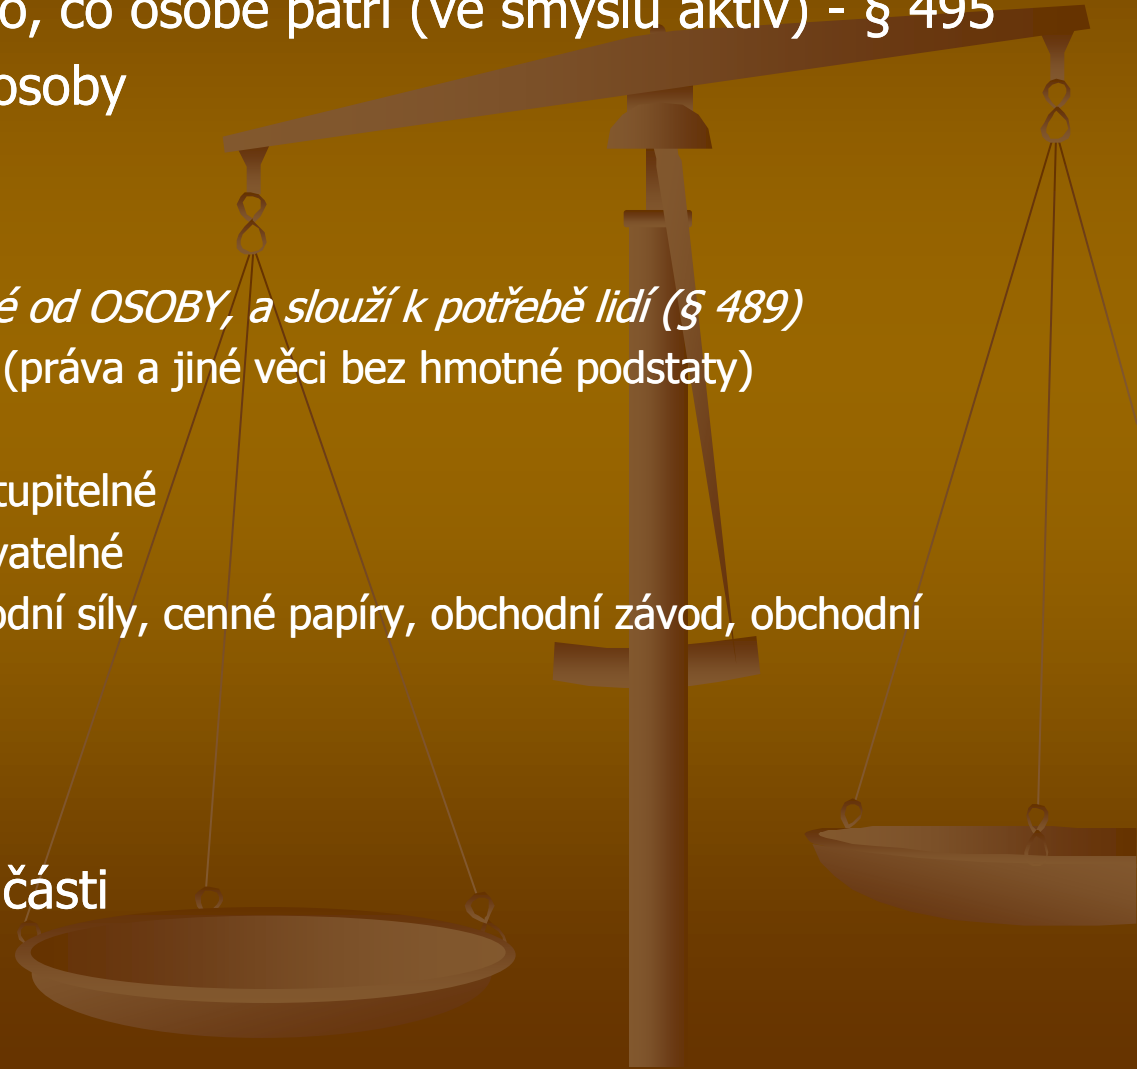 o, co osobě patří (ve smyslu aktiv) - § 495
osoby
é od OSOBY, a slouží k potřebě lidí (§ 489)
(práva a jiné věci bez hmotné podstaty)
tupitelné
vatelné
odní síly, cenné papíry, obchodní závod, obchodní
části